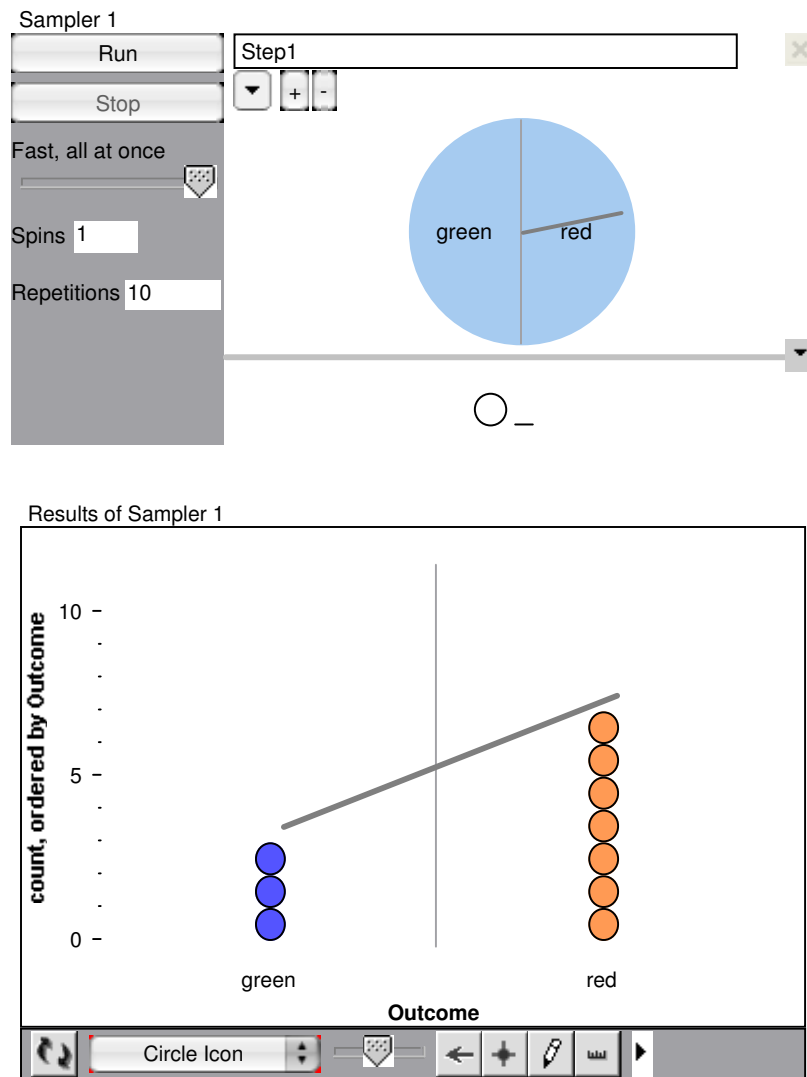 Sampler 1
Run
Step1
Stop
+ -
Fast, all at once
Spins 1
green
red
Repetitions 10
Results of Sampler 1
count, ordered by Outcome
10
5
0
green
red
Outcome
Circle Icon